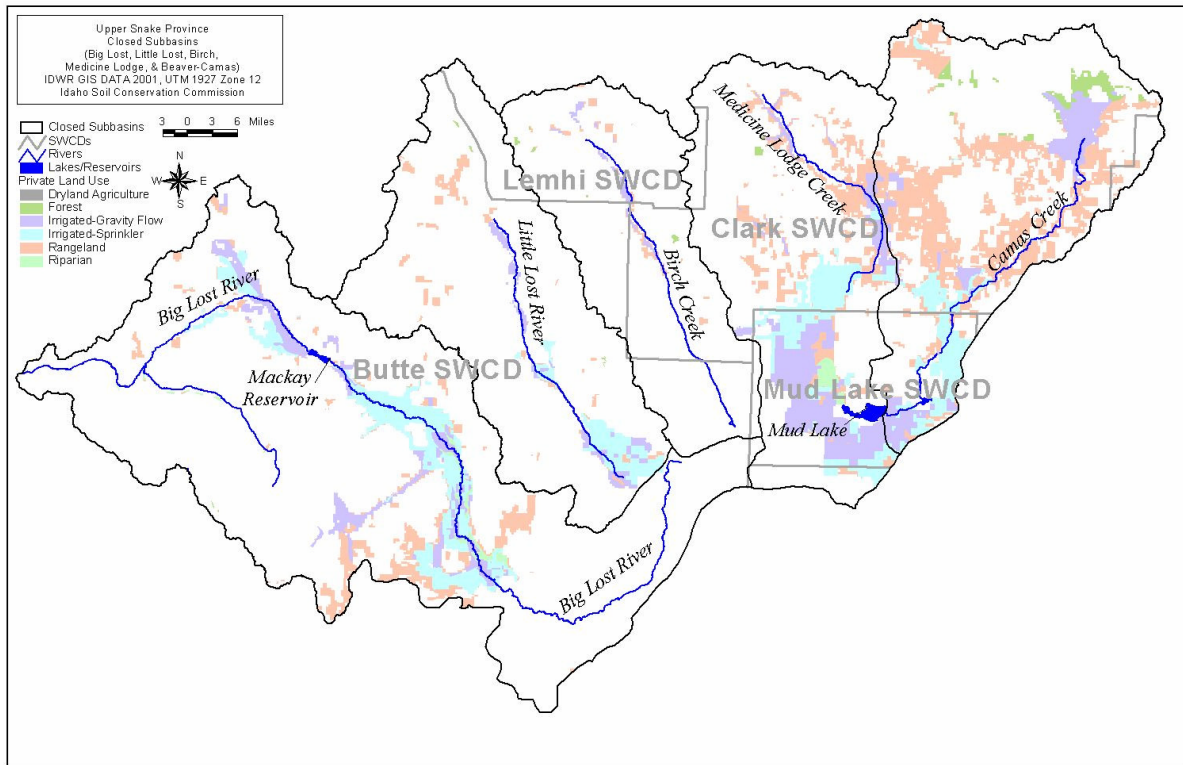 Upper Snake Province
Closed Subbasins
(Big Lost, Little Lost, Birch,
Medicine Lodge, & Beaver-Camas)
IDWR GIS DATA 2001, UTM 1927 Zone 12
Idaho Soil Conservation Commission
3 0 3 6 Miles
Closed Subbasins
SWCDs
Rivers
Lakes/Reservoirs
Private Land Use
Dryland Agriculture
Forest
Irrigated-Gravity Flow
Irrigated-Sprinkler
Rangeland
Riparian
N
W E
S
Medicine Lodge Creek
Lemhi SWCD
Clark SWCD
Camas Creek
Little Lost River
Birch Creek
Big Lost River
Mackay
Reservoir
Butte SWCD
Mud Lake SWCD
Mud Lake
Big Lost River